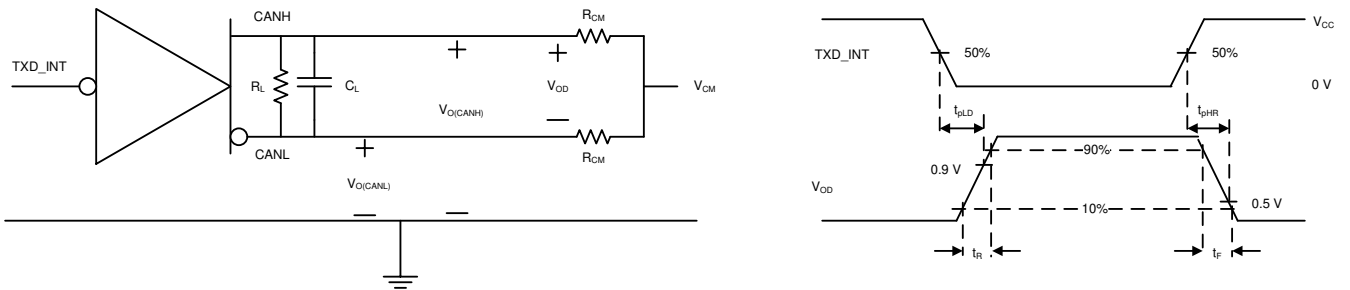 CANH
R_CM
TXD_INT
R_L
C_L
+
+
V_OD
V_CM
V_O(CANH)
—
CANL
+
R_CM
V_O(CANL)
—
—
TXD_INT
50%
50%
V_CC
0 V
t_pLD
t_pHR
90%
0.9 V
V_OD
10%
0.5 V
t_R
t_F